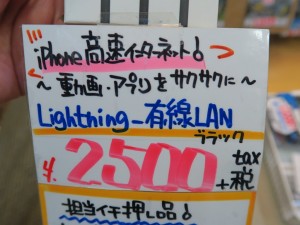 iPhone高速インターネット!
～動画・アプリをサクサクに～
Lightning-有線LAN
ブラック
¥2500
tax
+税
担当イチ押し品!